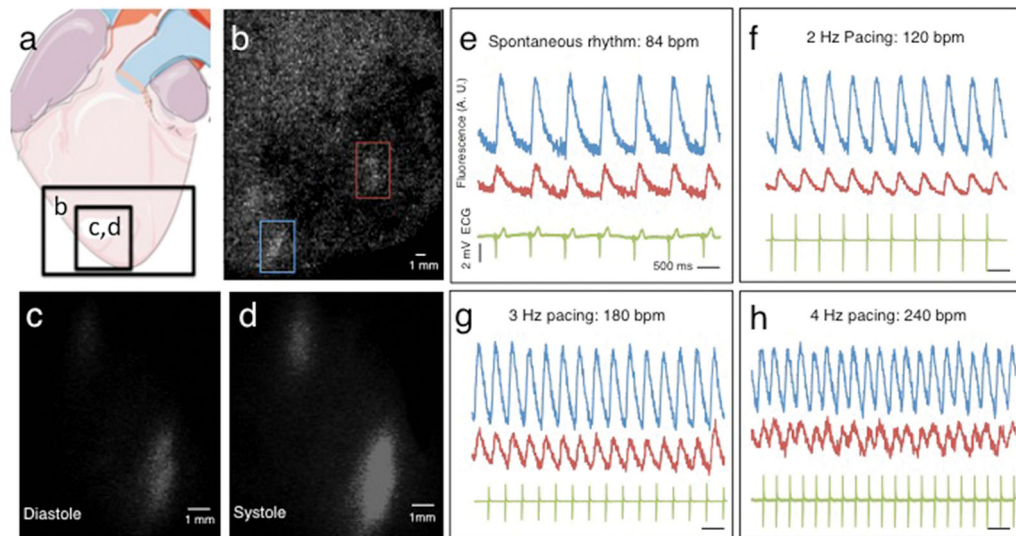 a
b
c,d
b
1 mm
c
Diastole
1 mm
d
Systole
1mm
e
Spontaneous rhythm: 84 bpm
Fluorescence (A. U.)
2 mV ECG
500 ms
f
2 Hz Pacing: 120 bpm
g
3 Hz pacing: 180 bpm
h
4 Hz pacing: 240 bpm